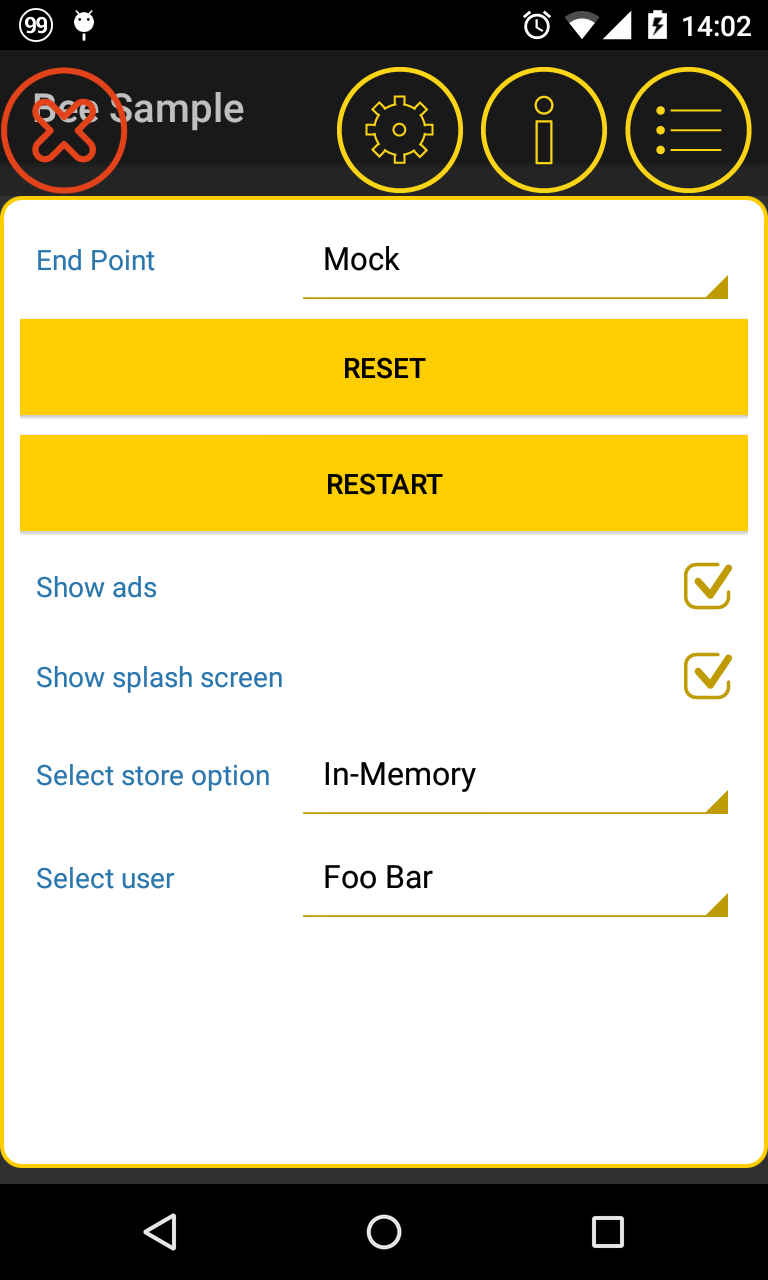 99 14:02
Bee Sample
End Point Mock
RESET
RESTART
Show ads
Show splash screen
Select store option In-Memory
Select user Foo Bar